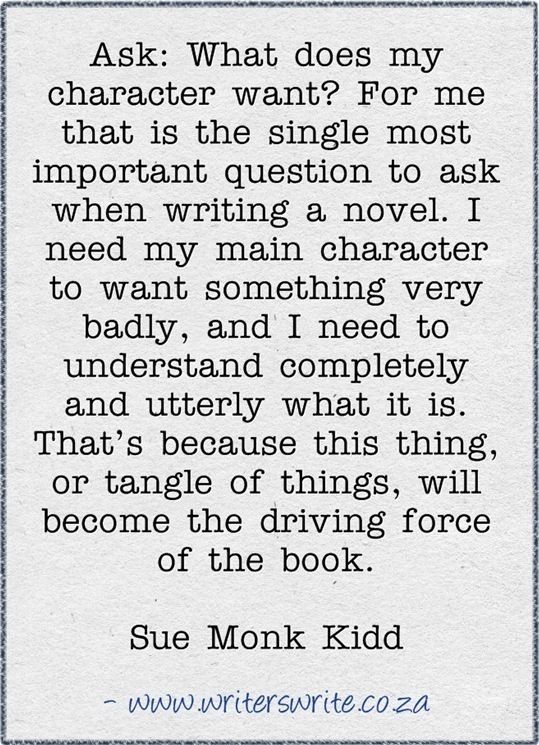 Ask: What does my
character want? For me
that is the single most
important question to ask
when writing a novel. I
need my main character
to want something very
badly, and I need to
understand completely
and utterly what it is.
That's because this thing,
or tangle of things, will
become the driving force
of the book.
Sue Monk Kidd
- www.writerswrite.co.za